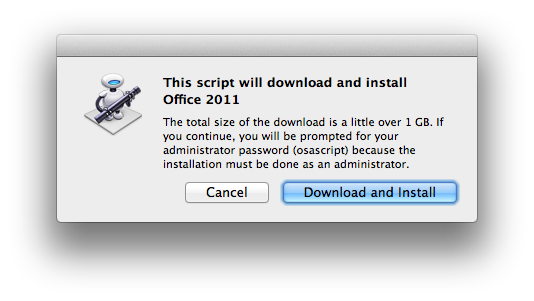 This script will download and install
Office 2011
The total size of the download is a little over 1 GB. If
you continue, you will be prompted for your
administrator password (osascript) because the
installation must be done as an administrator.
Cancel
Download and Install